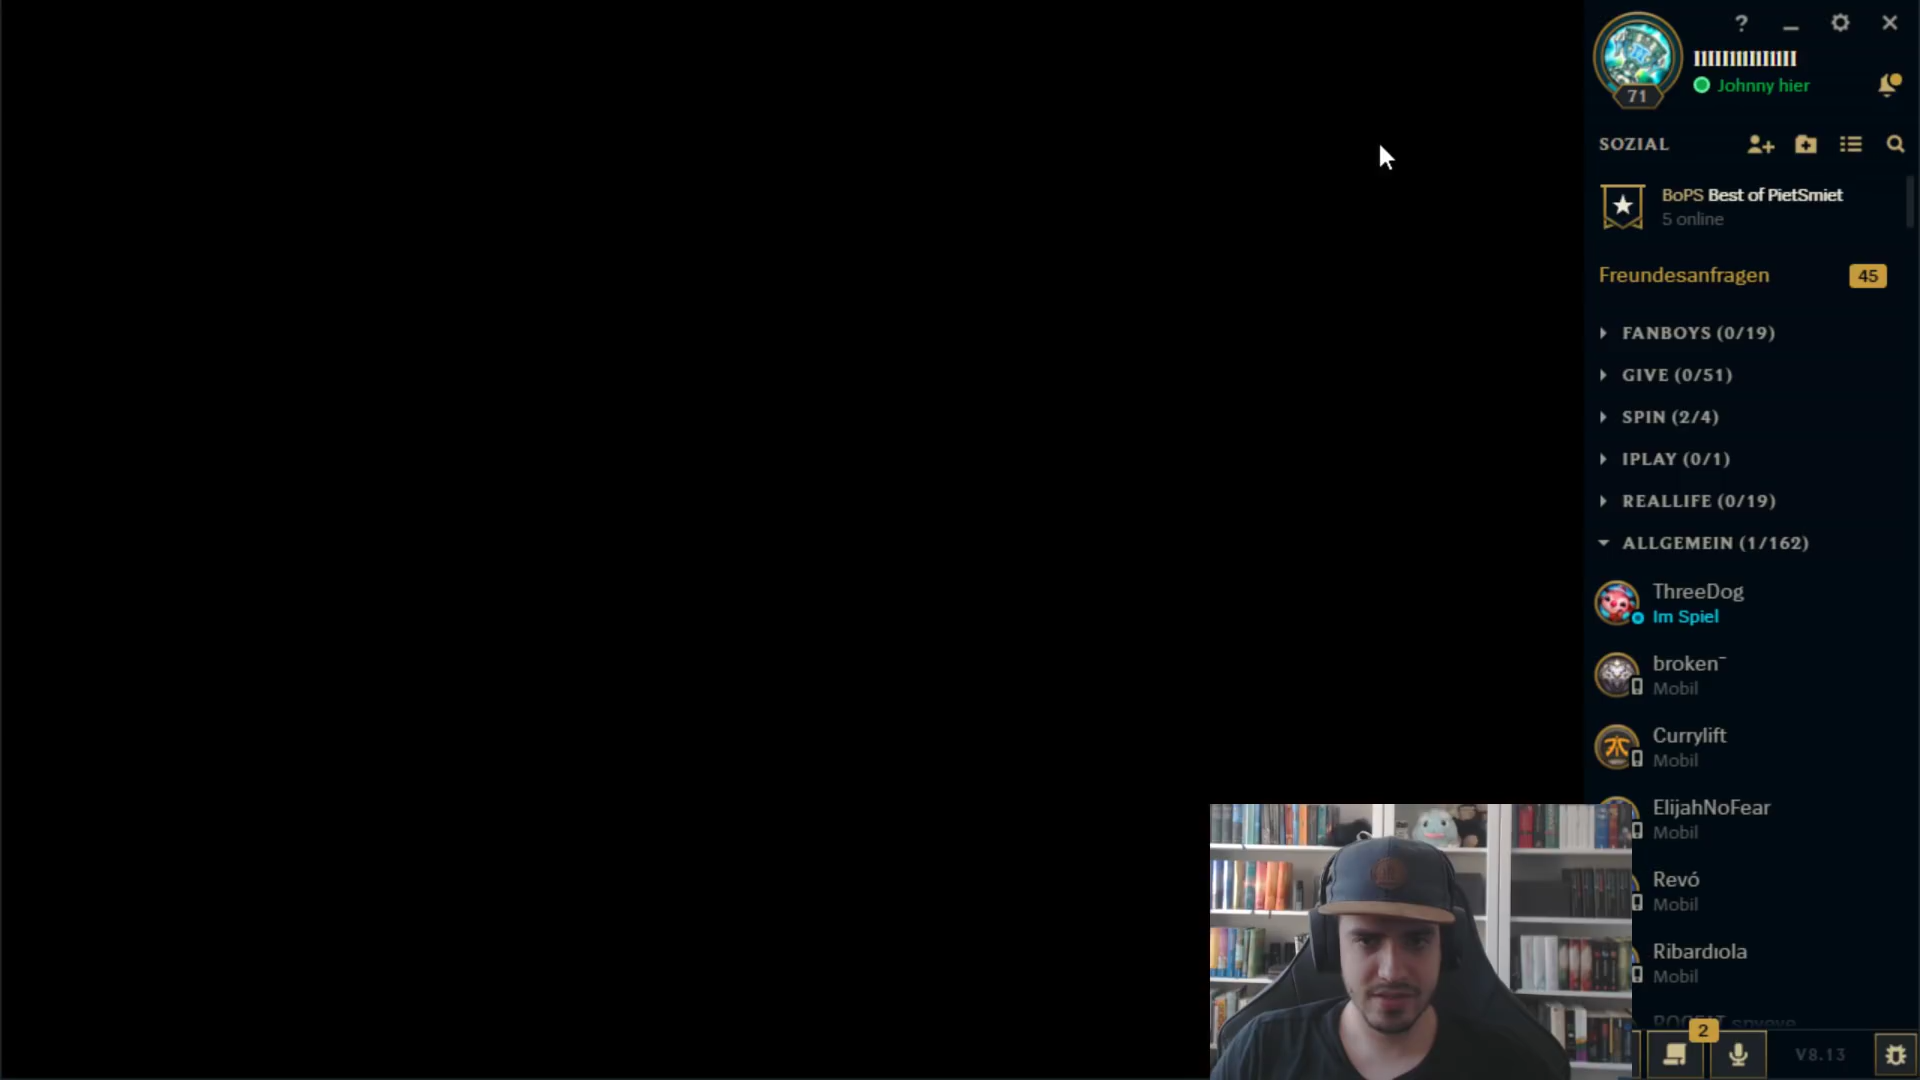 ?
IIIIIIIIIIIIIII
71
Johnny hier
SOZIAL
BoPS Best of PietSmiet
5 online
Freundesanfragen 45
FANBOYS (0/19)
GIVE (0/51)
SPIN (2/4)
IPLAY (0/1)
REALLIFE (0/19)
ALLGEMEIN (1/162)
ThreeDog
Im Spiel
broken¯
Mobil
Currylift
Mobil
ElijahNoFear
Mobil
Revó
Mobil
Ribardıola
Mobil
2
V8.13